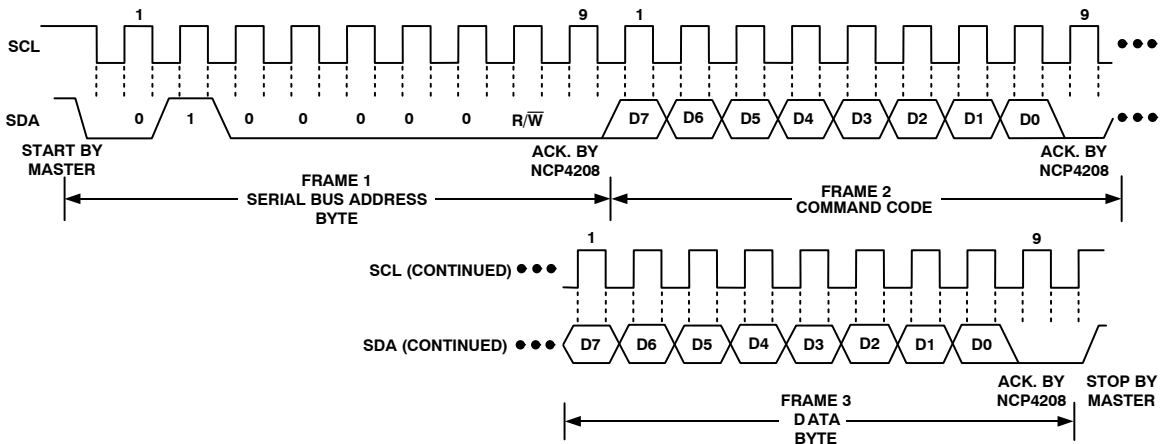 1 9 1 9
SCL
SDA 0 1 0 0 0 0 0 R/W̅ D7 D6 D5 D4 D3 D2 D1 D0
START BY
MASTER
ACK. BY
NCP4208
ACK. BY
NCP4208
FRAME 1
SERIAL BUS ADDRESS
BYTE
FRAME 2
COMMAND CODE
1 9
SCL (CONTINUED)
SDA (CONTINUED) D7 D6 D5 D4 D3 D2 D1 D0
ACK. BY
NCP4208
STOP BY
MASTER
FRAME 3
DATA
BYTE